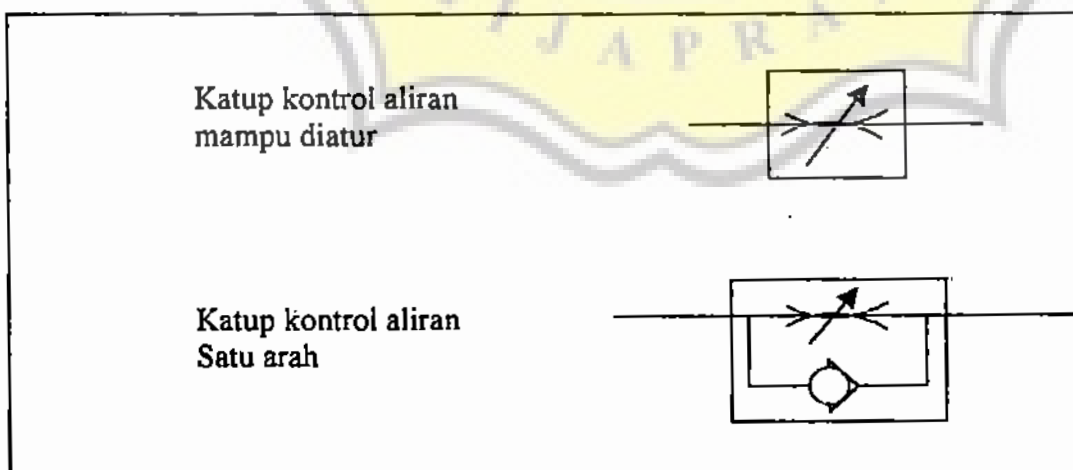 I J A P R A
Katup kontrol aliran
mampu diatur
Katup kontrol aliran
Satu arah